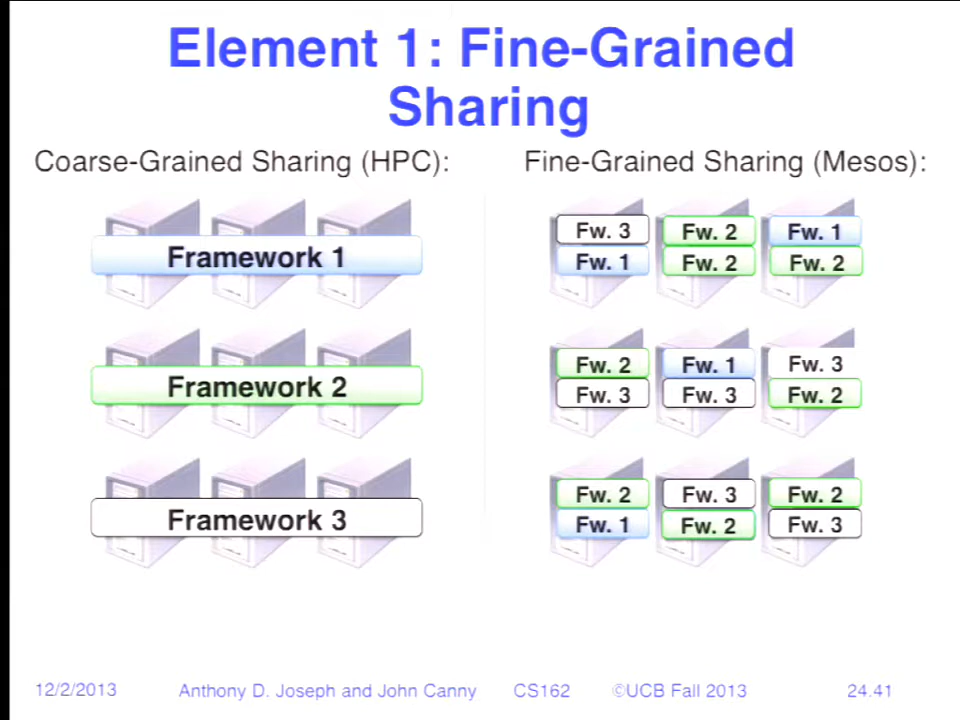 Element 1: Fine-Grained
Sharing
Coarse-Grained Sharing (HPC):
Framework 1
Framework 2
Framework 3
Fine-Grained Sharing (Mesos):
Fw. 3 Fw. 2 Fw. 1
Fw. 1 Fw. 2 Fw. 2
Fw. 2 Fw. 1 Fw. 3
Fw. 3 Fw. 3 Fw. 2
Fw. 2 Fw. 3 Fw. 2
Fw. 1 Fw. 2 Fw. 3
12/2/2013 Anthony D. Joseph and John Canny CS162 ©UCB Fall 2013 24.41